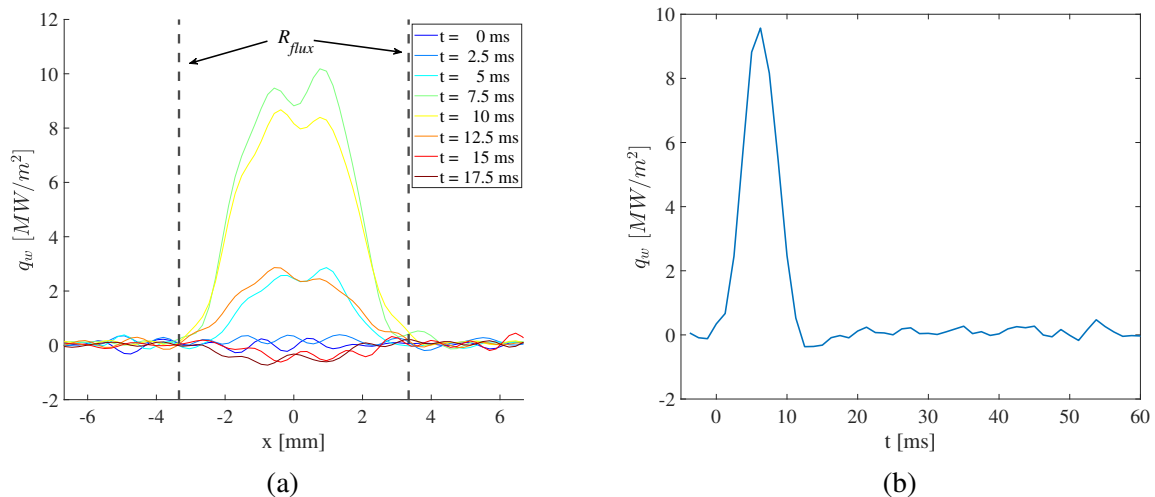 12
10
8
6
4
2
0
-2
q_w [MW/m^2]
R_flux
t = 0 ms
t = 2.5 ms
t = 5 ms
t = 7.5 ms
t = 10 ms
t = 12.5 ms
t = 15 ms
t = 17.5 ms
-6 -4 -2 0 2 4 6
x [mm]
(a)
10
8
6
4
2
0
-2
q_w [MW/m^2]
0 10 20 30 40 50 60
t [ms]
(b)